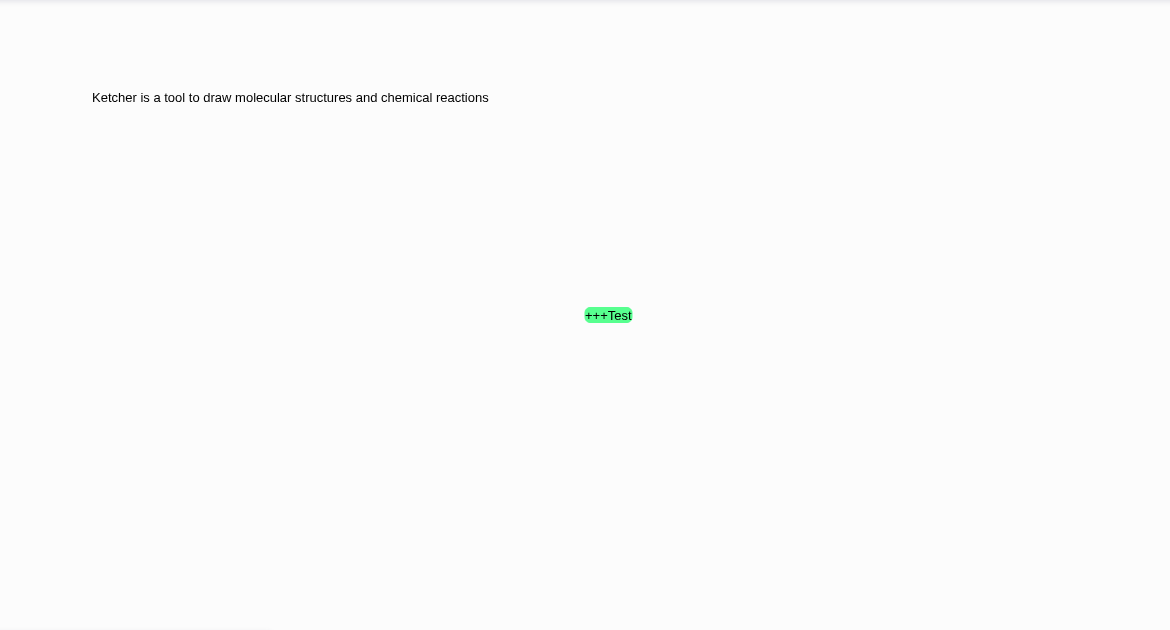 Ketcher is a tool to draw molecular structures and chemical reactions
+++Test